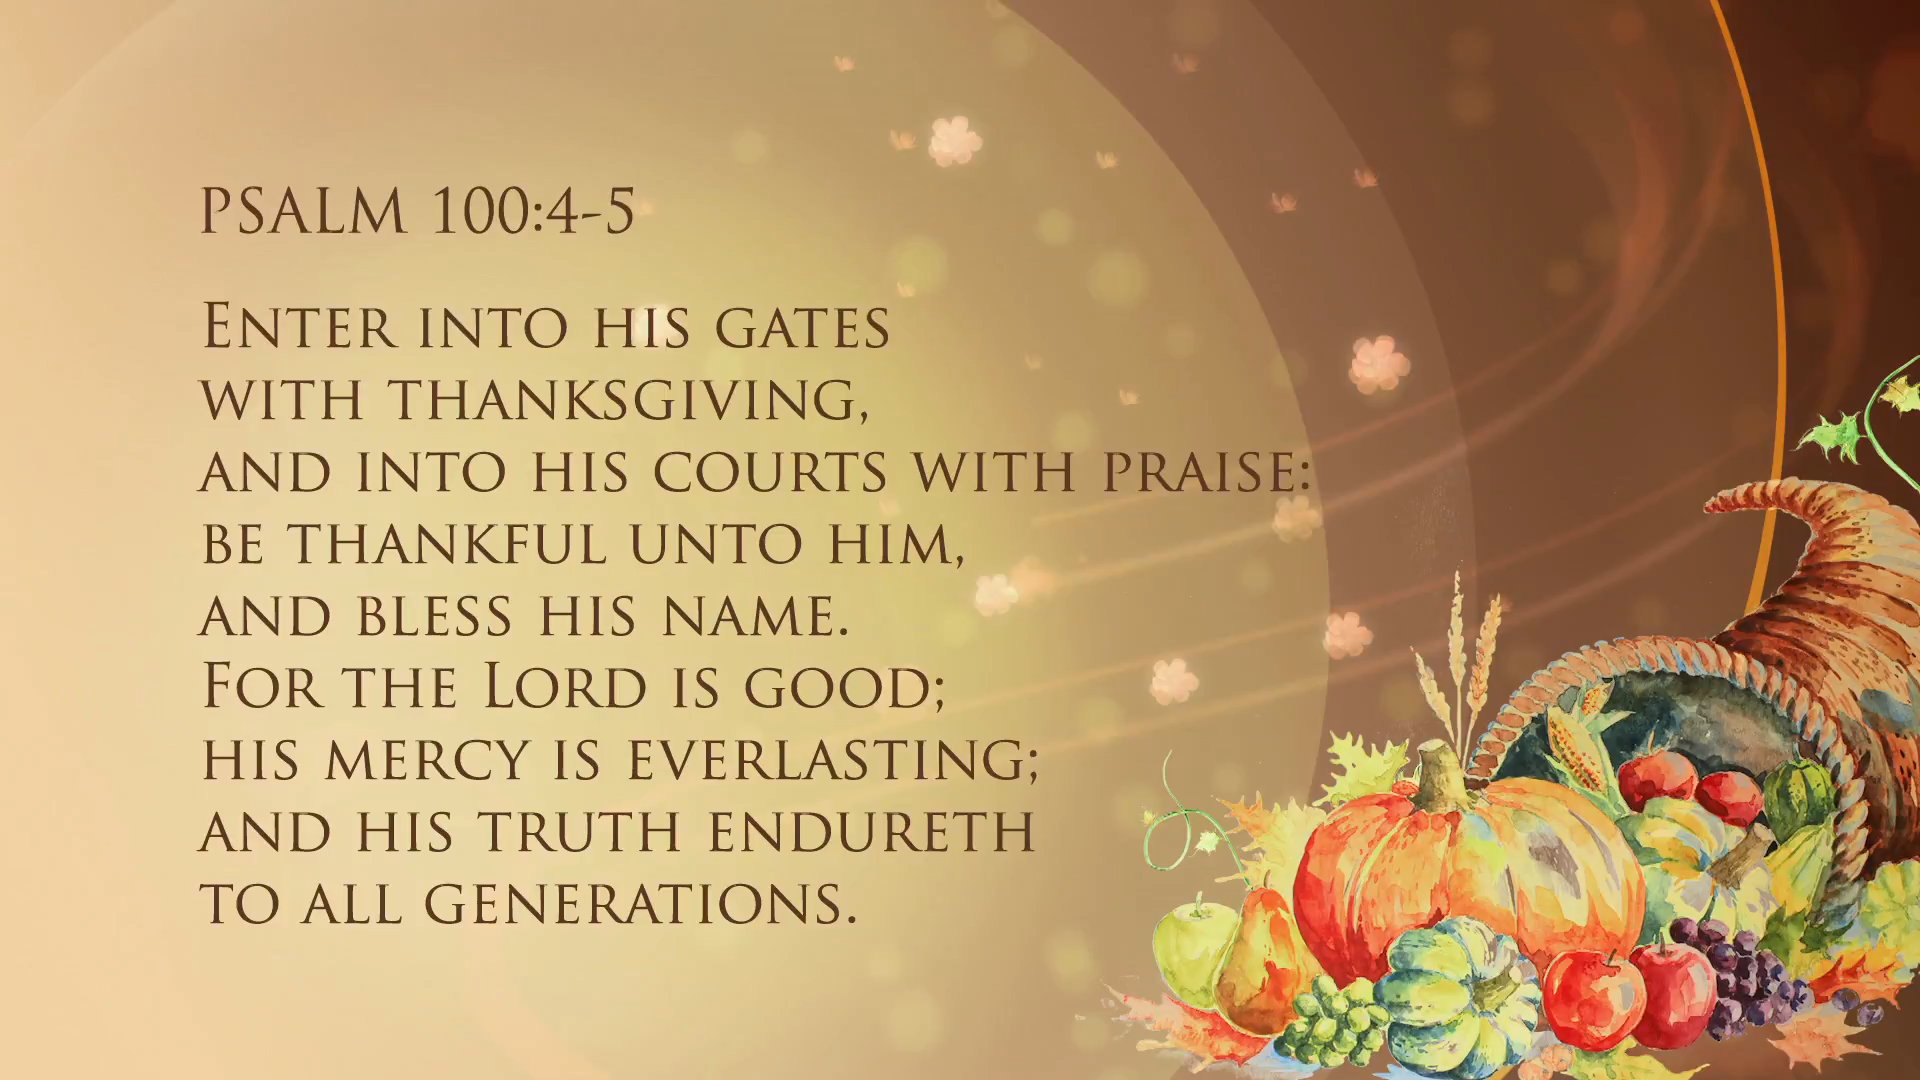 PSALM 100:4-5
Enter into his gates
with thanksgiving,
and into his courts with praise:
be thankful unto him,
and bless his name.
For the Lord is good;
his mercy is everlasting;
and his truth endureth
to all generations.